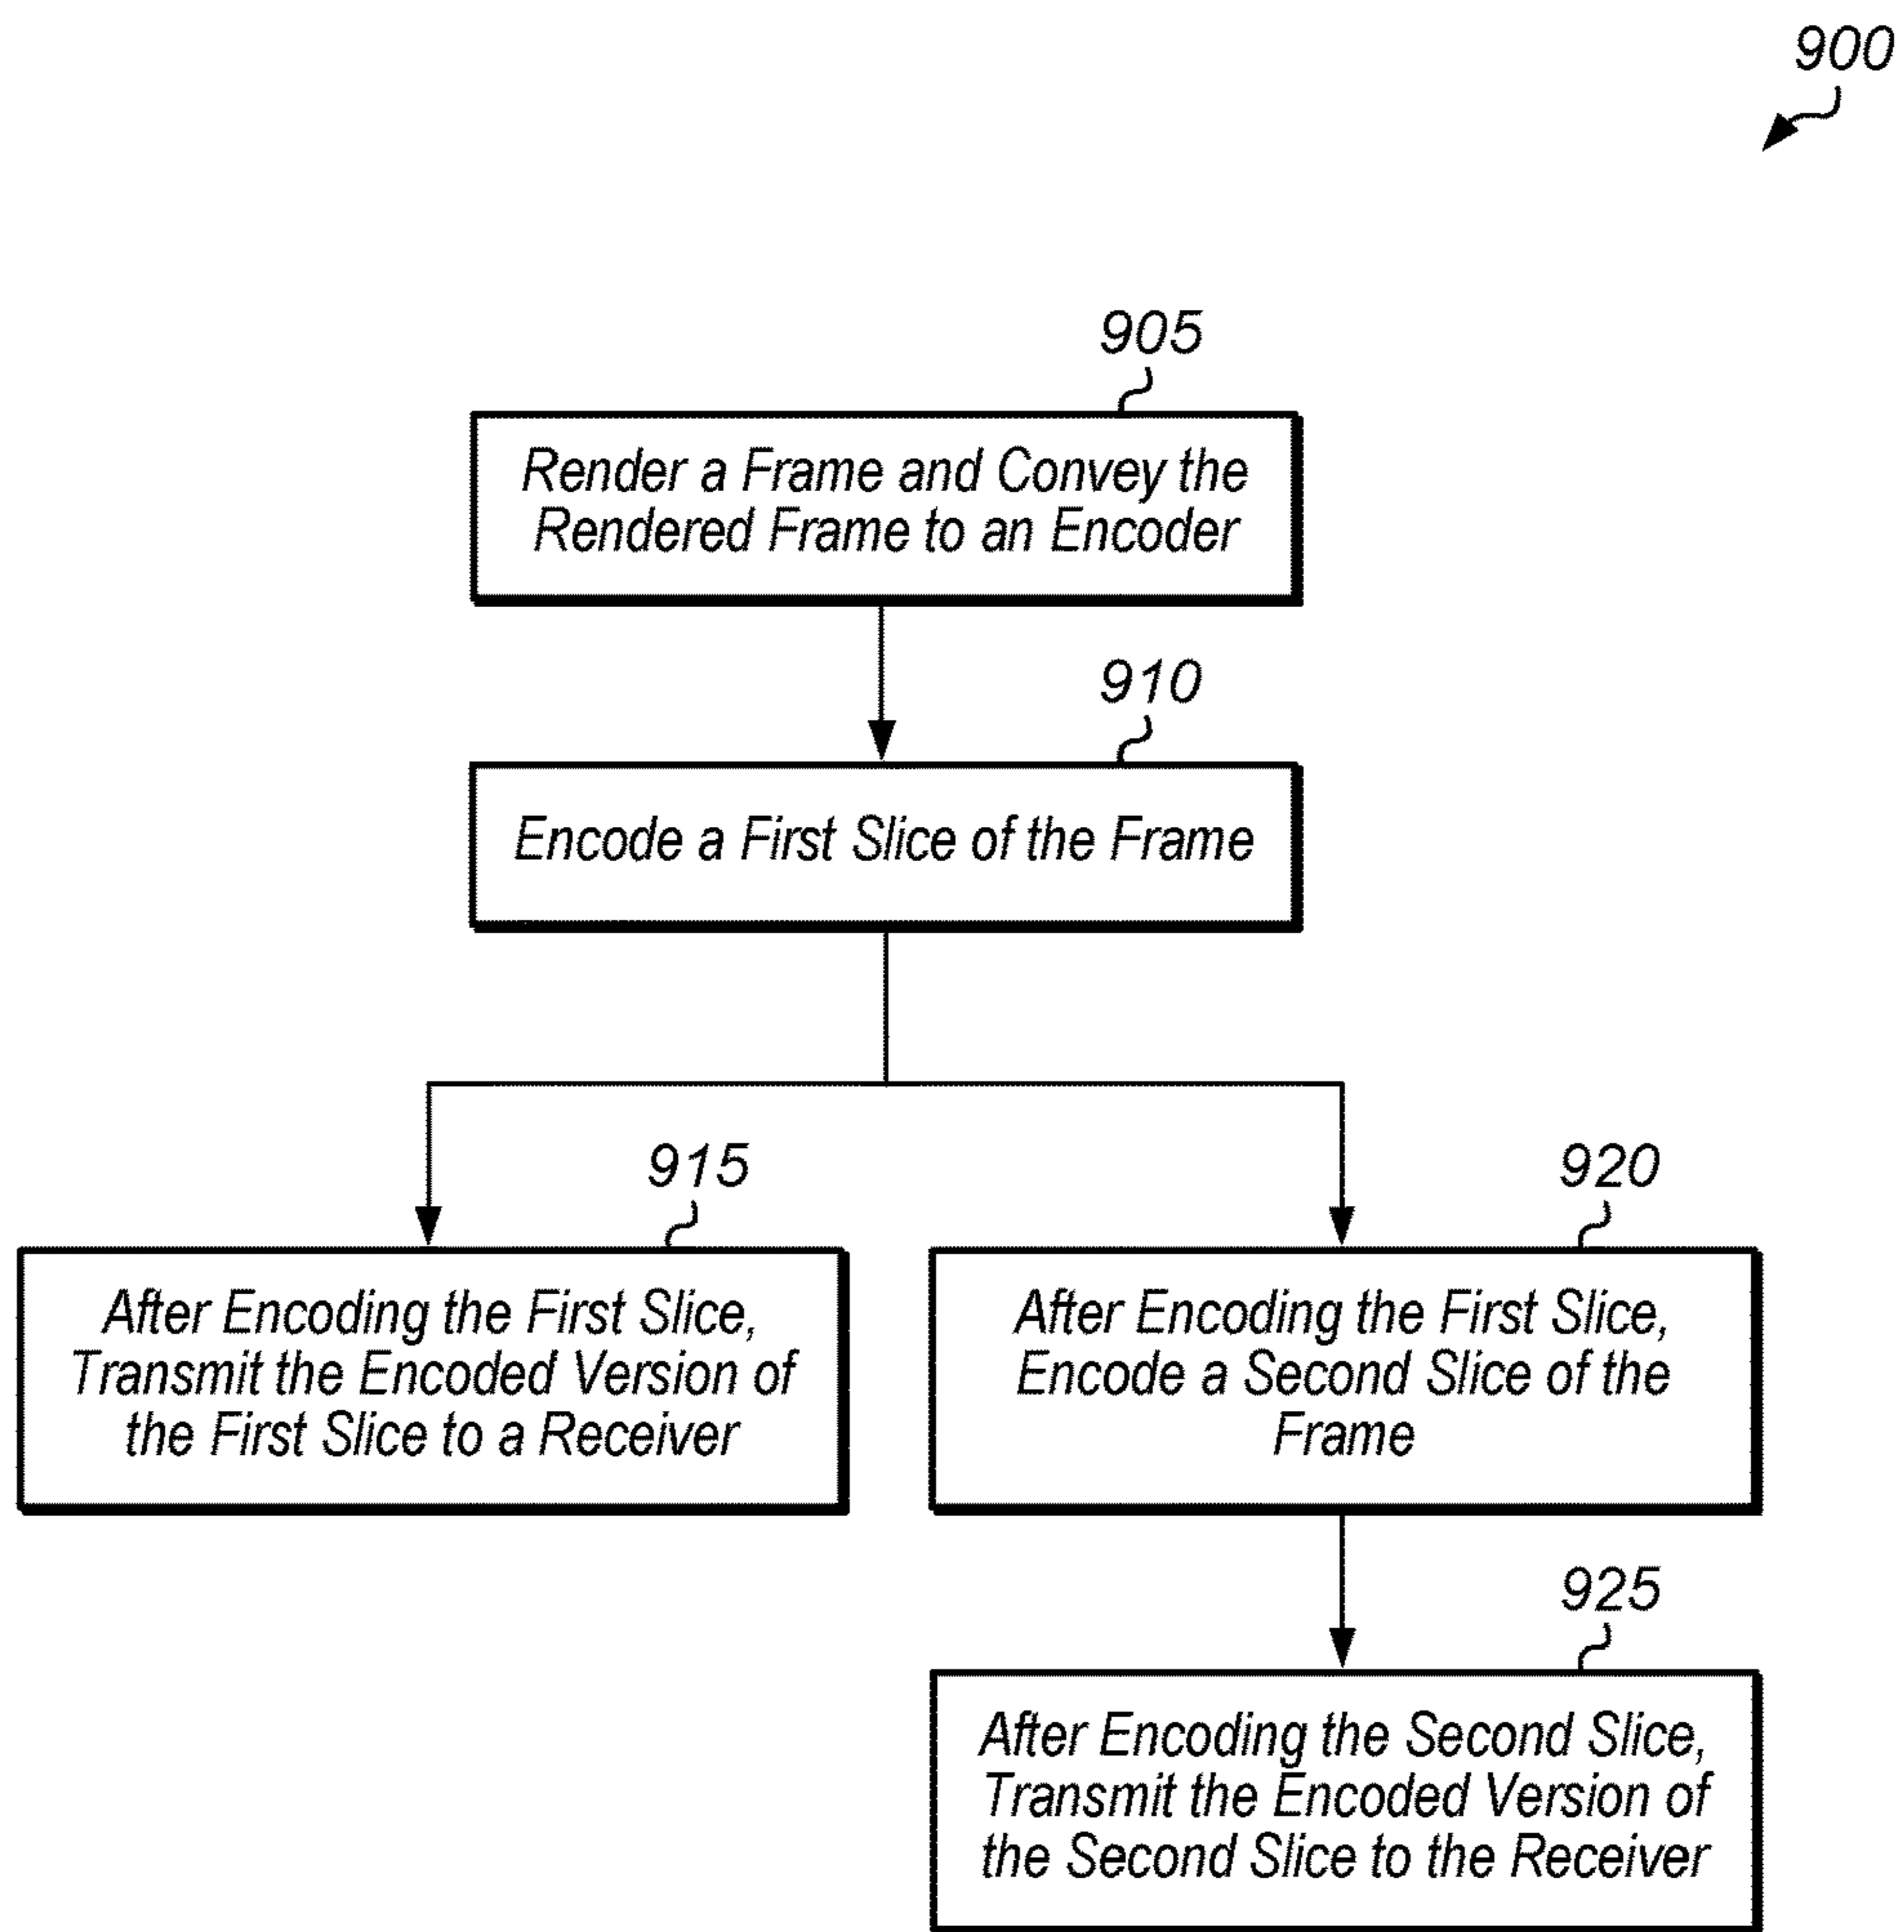 900
905
Render a Frame and Convey the
Rendered Frame to an Encoder
910
Encode a First Slice of the Frame
915
After Encoding the First Slice,
Transmit the Encoded Version of
the First Slice to a Receiver
920
After Encoding the First Slice,
Encode a Second Slice of the
Frame
925
After Encoding the Second Slice,
Transmit the Encoded Version of
the Second Slice to the Receiver